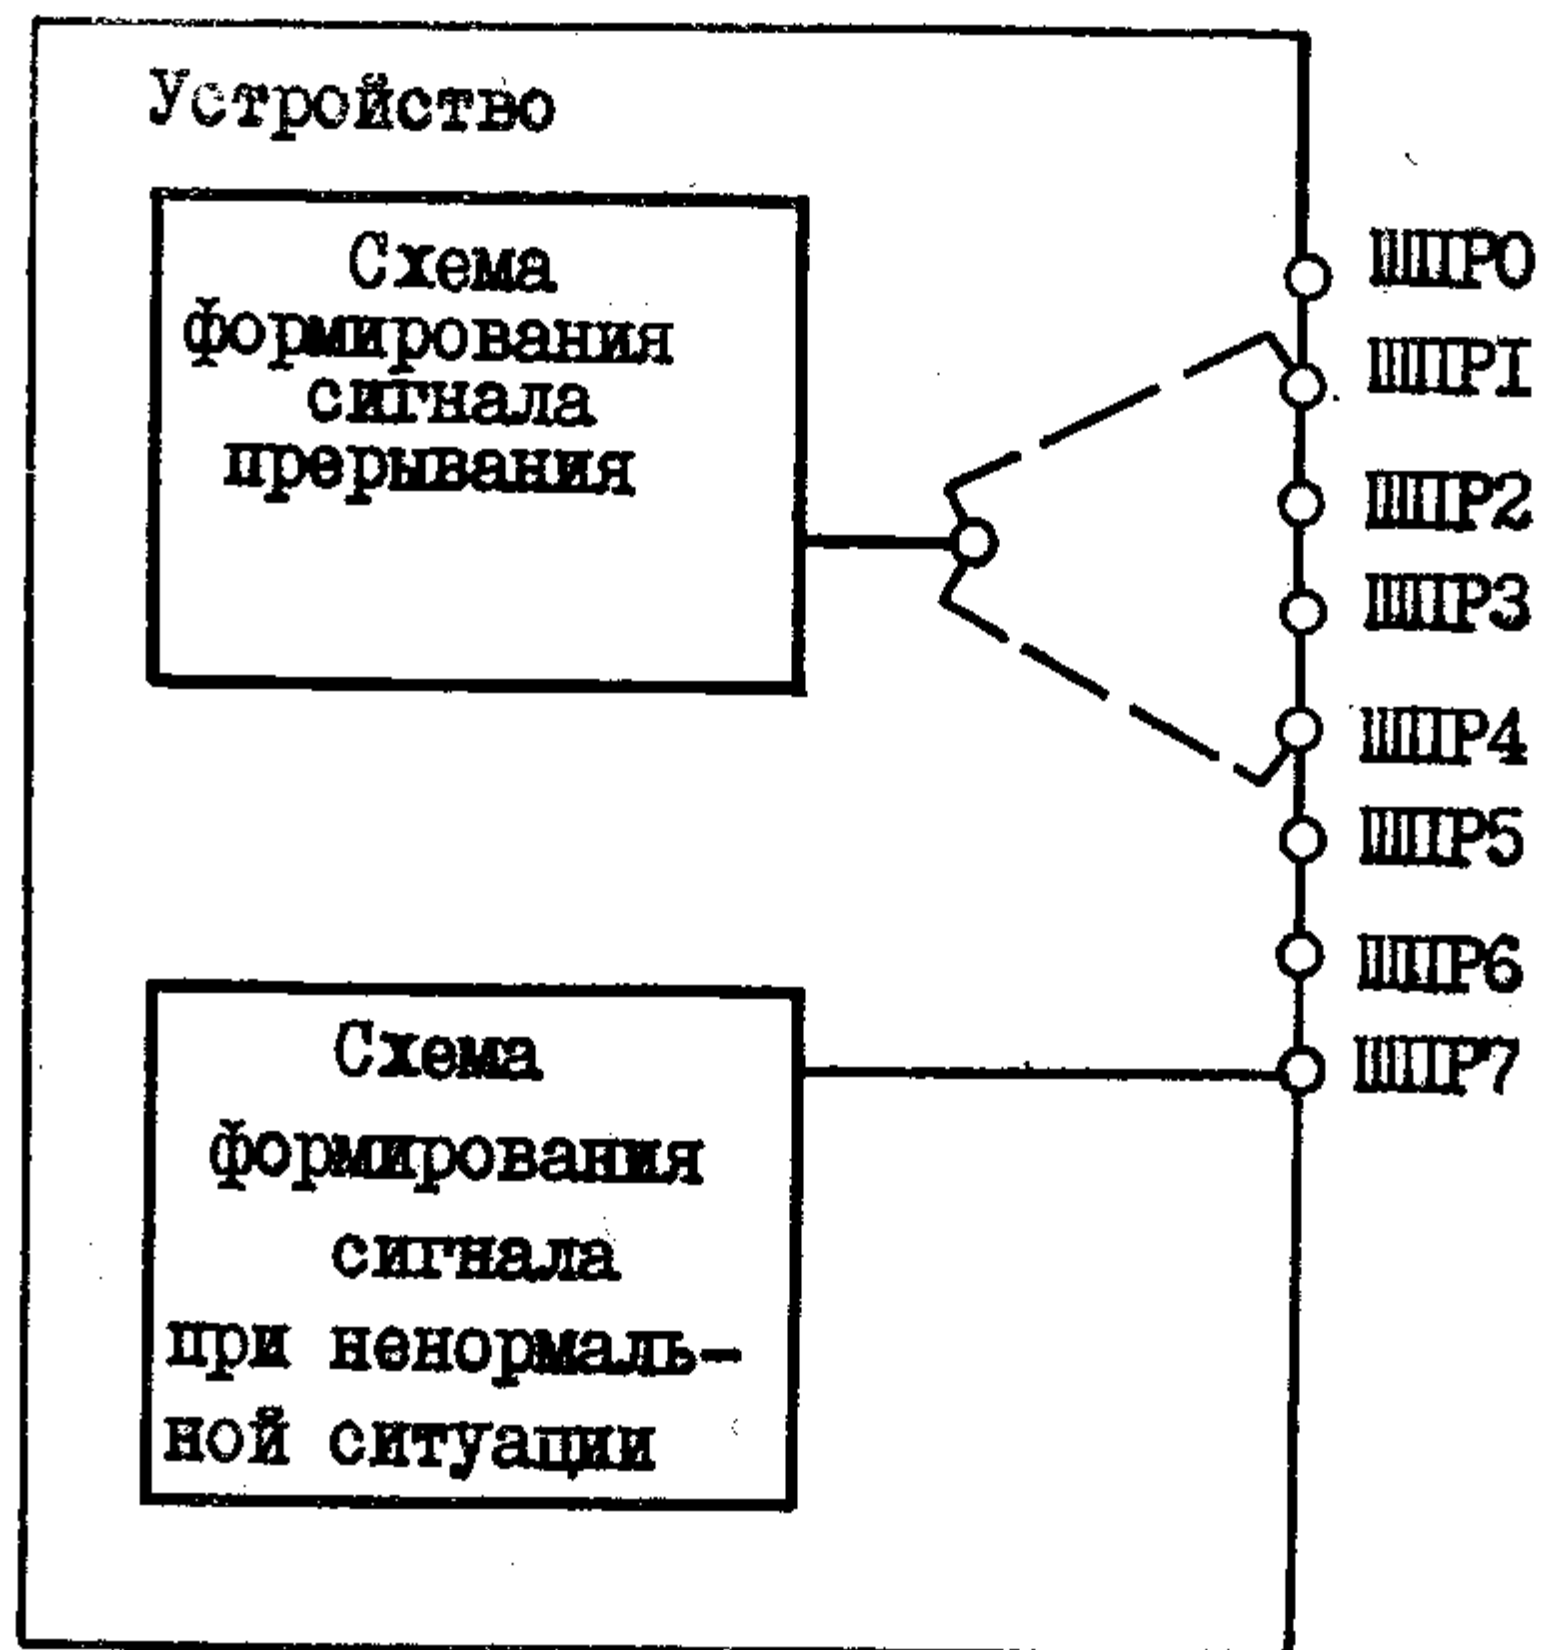 Устройство
Схема
формирования
сигнала
прерывания
ШПР0
ШПРI
ШПР2
ШПР3
ШПР4
ШПР5
ШПР6
ШПР7
Схема
формирования
сигнала
при ненормаль-
ной ситуации